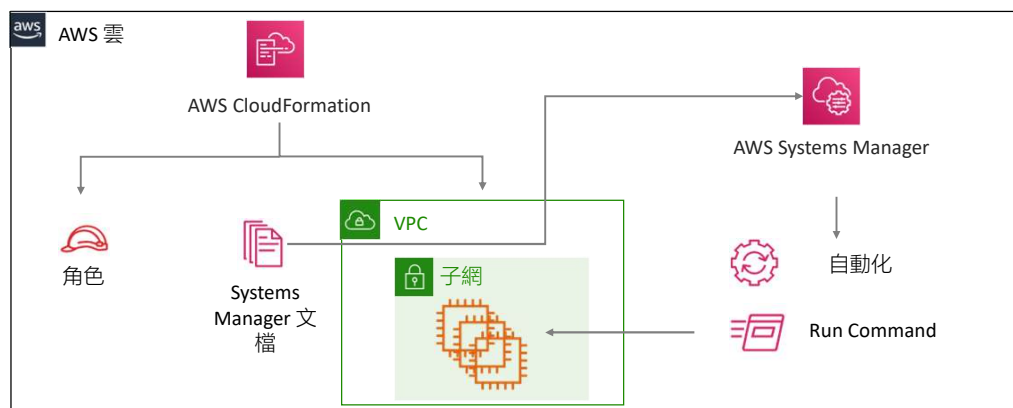 aws
AWS 雲
AWS CloudFormation
AWS Systems Manager
VPC
角色
Systems
Manager 文
檔
子網
自動化
Run Command